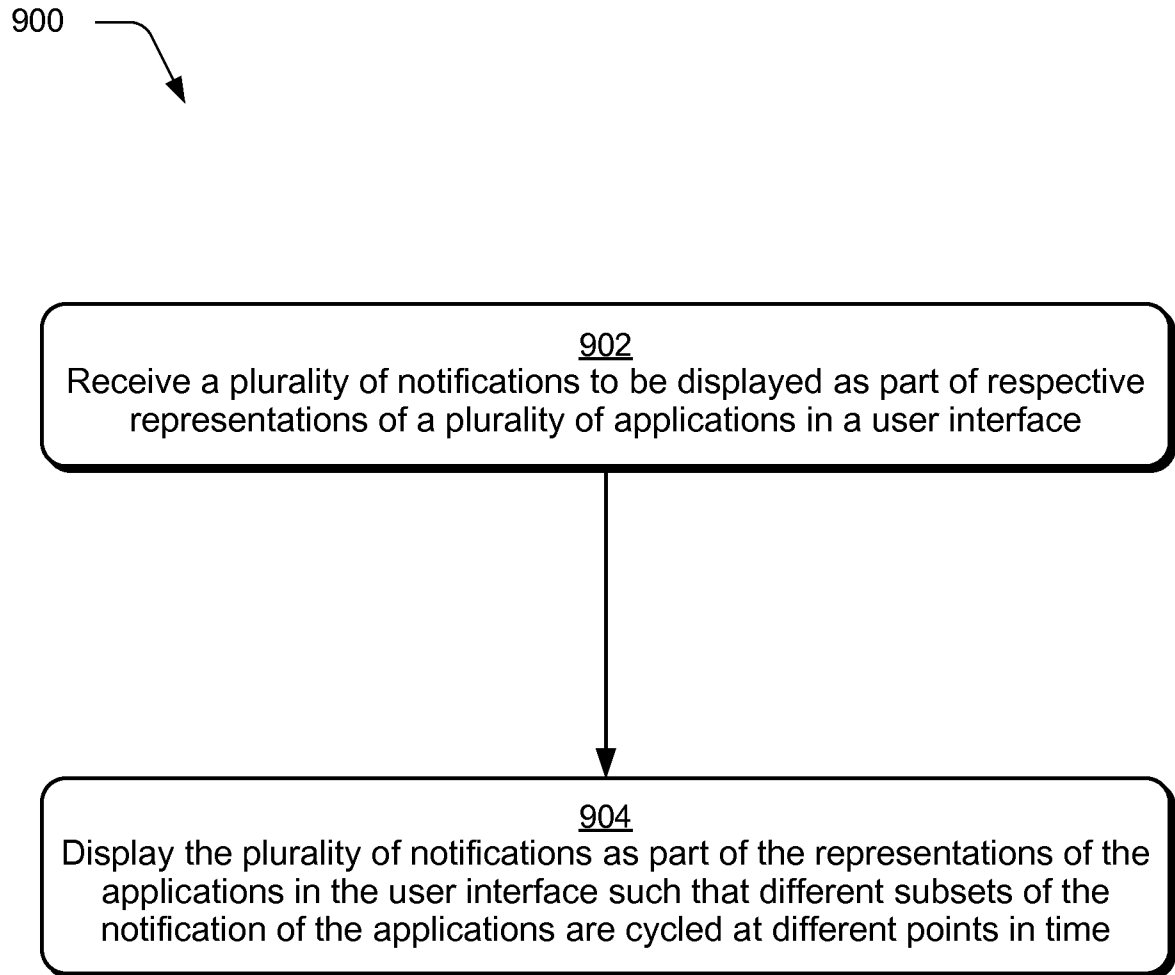 900
902
Receive a plurality of notifications to be displayed as part of respective
representations of a plurality of applications in a user interface
904
Display the plurality of notifications as part of the representations of the
applications in the user interface such that different subsets of the
notification of the applications are cycled at different points in time